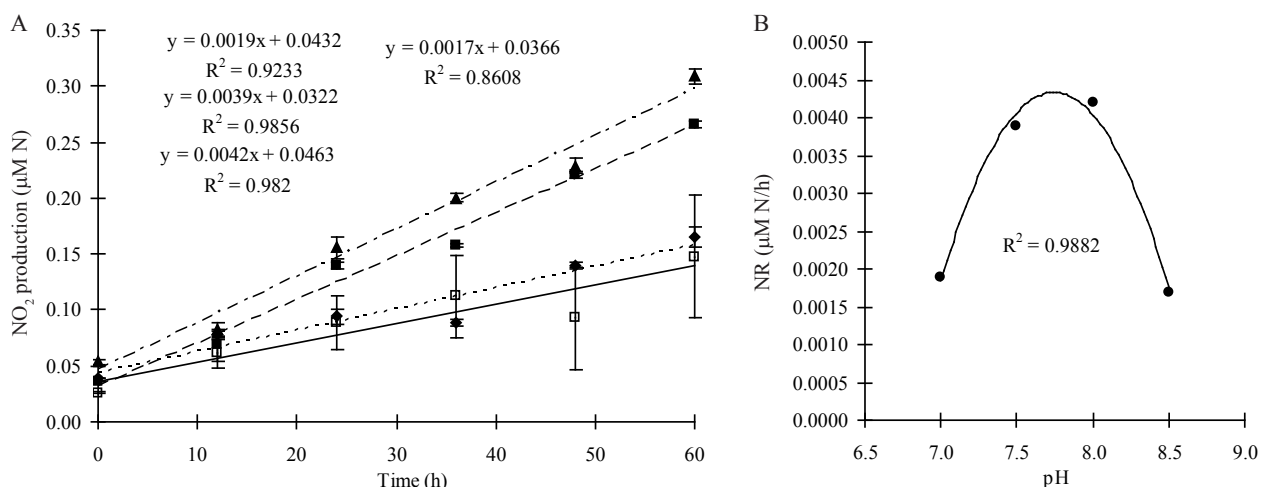 A
y = 0.0019x + 0.0432
R² = 0.9233
y = 0.0039x + 0.0322
R² = 0.9856
y = 0.0042x + 0.0463
R² = 0.982
y = 0.0017x + 0.0366
R² = 0.8608
NO₂ production (μM N)
0.35
0.30
0.25
0.20
0.15
0.10
0.05
0.00
0 10 20 30 40 50 60
Time (h)
B
NR (μM N/h)
0.0050
0.0045
0.0040
0.0035
0.0030
0.0025
0.0020
0.0015
0.0010
0.0005
0.0000
R² = 0.9882
6.5 7.0 7.5 8.0 8.5 9.0
pH